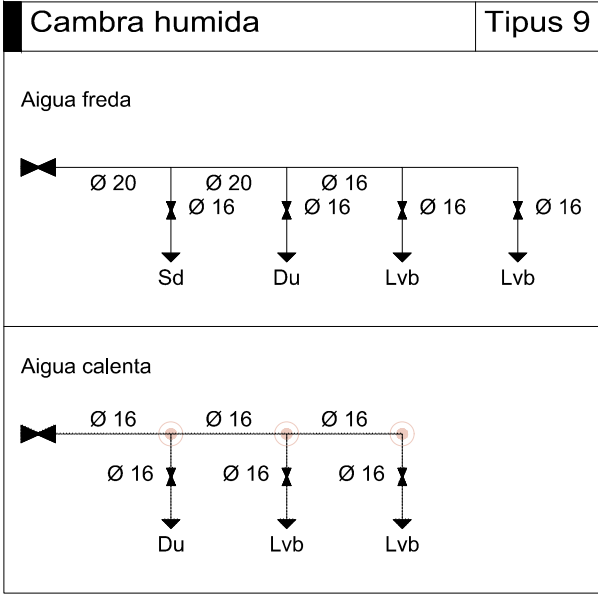 Cambra humida Tipus 9
Aigua freda
Ø 20 Ø 20 Ø 16
Ø 16 Ø 16 Ø 16 Ø 16
Sd Du Lvb Lvb
Aigua calenta
Ø 16 Ø 16 Ø 16
Ø 16 Ø 16 Ø 16
Du Lvb Lvb